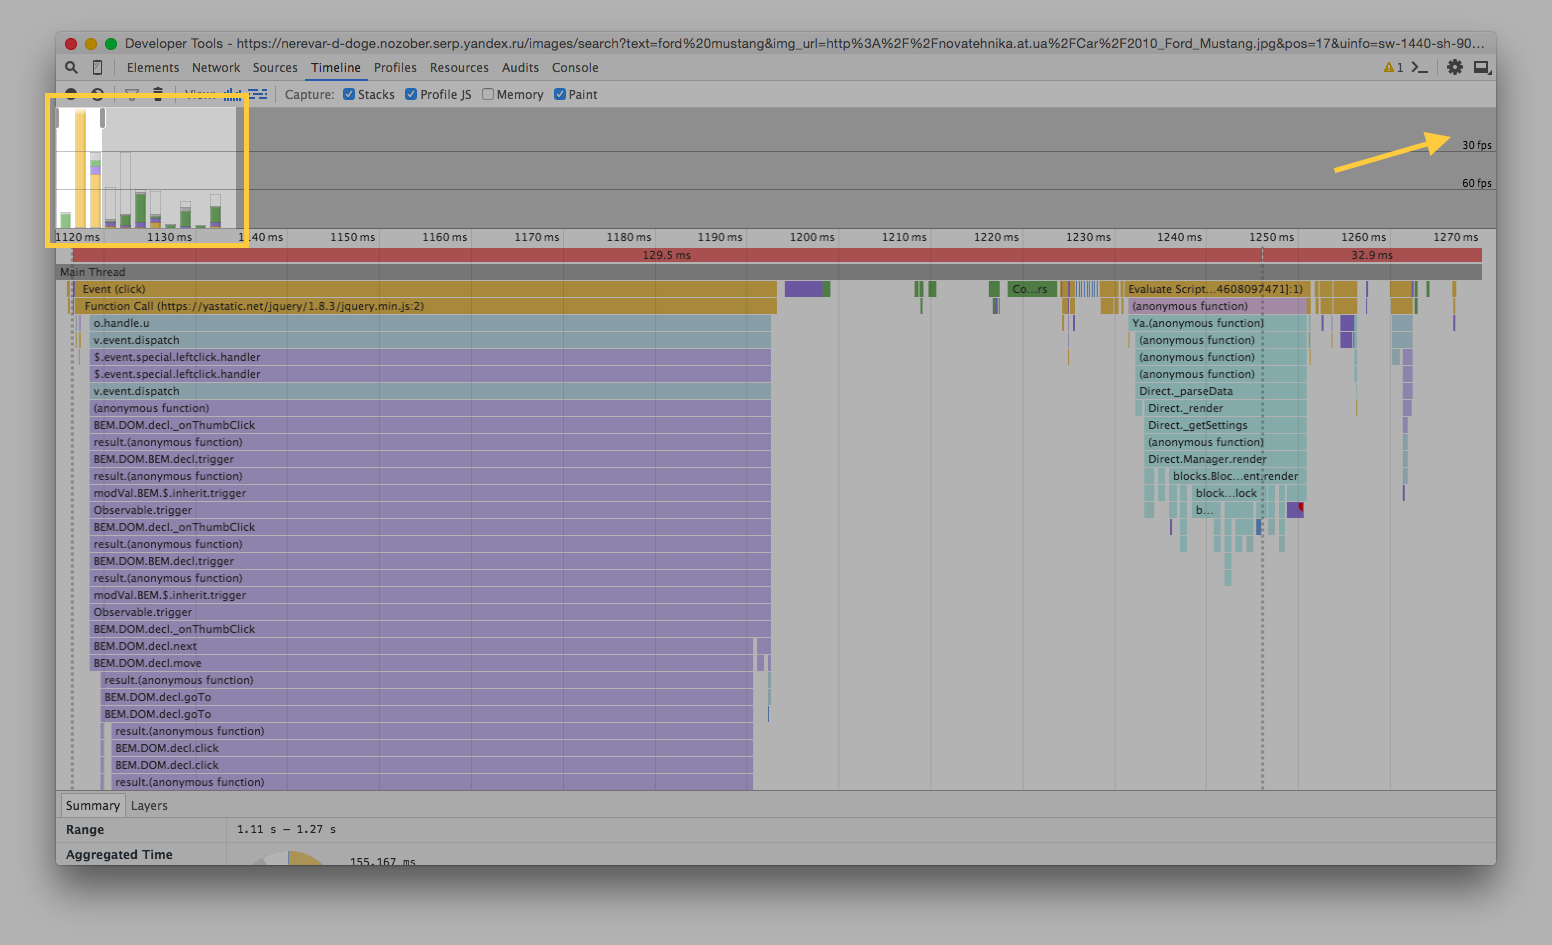 Developer Tools - https://nerevar-d-doge.nozober.serp.yandex.ru/images/search?text=ford%20mustang&img_url=http%3A%2F%2Fnovatehnika.at.ua%2FCar%2F2010_Ford_Mustang.jpg&pos=17&uinfo=sw-1440-sh-90...
Elements Network Sources Timeline Profiles Resources Audits Console 1
View: Capture: Stacks Profile JS Memory Paint
30 fps
60 fps
1120 ms 1130 ms 1140 ms 1150 ms 1160 ms 1170 ms 1180 ms 1190 ms 1200 ms 1210 ms 1220 ms 1230 ms 1240 ms 1250 ms 1260 ms 1270 ms
129.5 ms 32.9 ms
Main Thread
Event (click) Co...rs Evaluate Script...4608097471]:1)
Function Call (https://yastatic.net/jquery/1.8.3/jquery.min.js:2) (anonymous function)
o.handle.u Ya.(anonymous function)
v.event.dispatch (anonymous function)
$.event.special.leftclick.handler (anonymous function)
$.event.special.leftclick.handler (anonymous function)
v.event.dispatch Direct._parseData
(anonymous function) Direct._render
BEM.DOM.decl._onThumbClick Direct._getSettings
result.(anonymous function) (anonymous function)
BEM.DOM.BEM.decl.trigger Direct.Manager.render
result.(anonymous function) blocks.Bloc...ent.render
modVal.BEM.$.inherit.trigger block...lock
Observable.trigger b...
BEM.DOM.decl._onThumbClick
result.(anonymous function)
BEM.DOM.BEM.decl.trigger
result.(anonymous function)
modVal.BEM.$.inherit.trigger
Observable.trigger
BEM.DOM.decl._onThumbClick
BEM.DOM.decl.next
BEM.DOM.decl.move
result.(anonymous function)
BEM.DOM.decl.goTo
BEM.DOM.decl.goTo
result.(anonymous function)
BEM.DOM.decl.click
BEM.DOM.decl.click
result.(anonymous function)
Summary Layers
Range 1.11 s – 1.27 s
Aggregated Time
155.167 ms